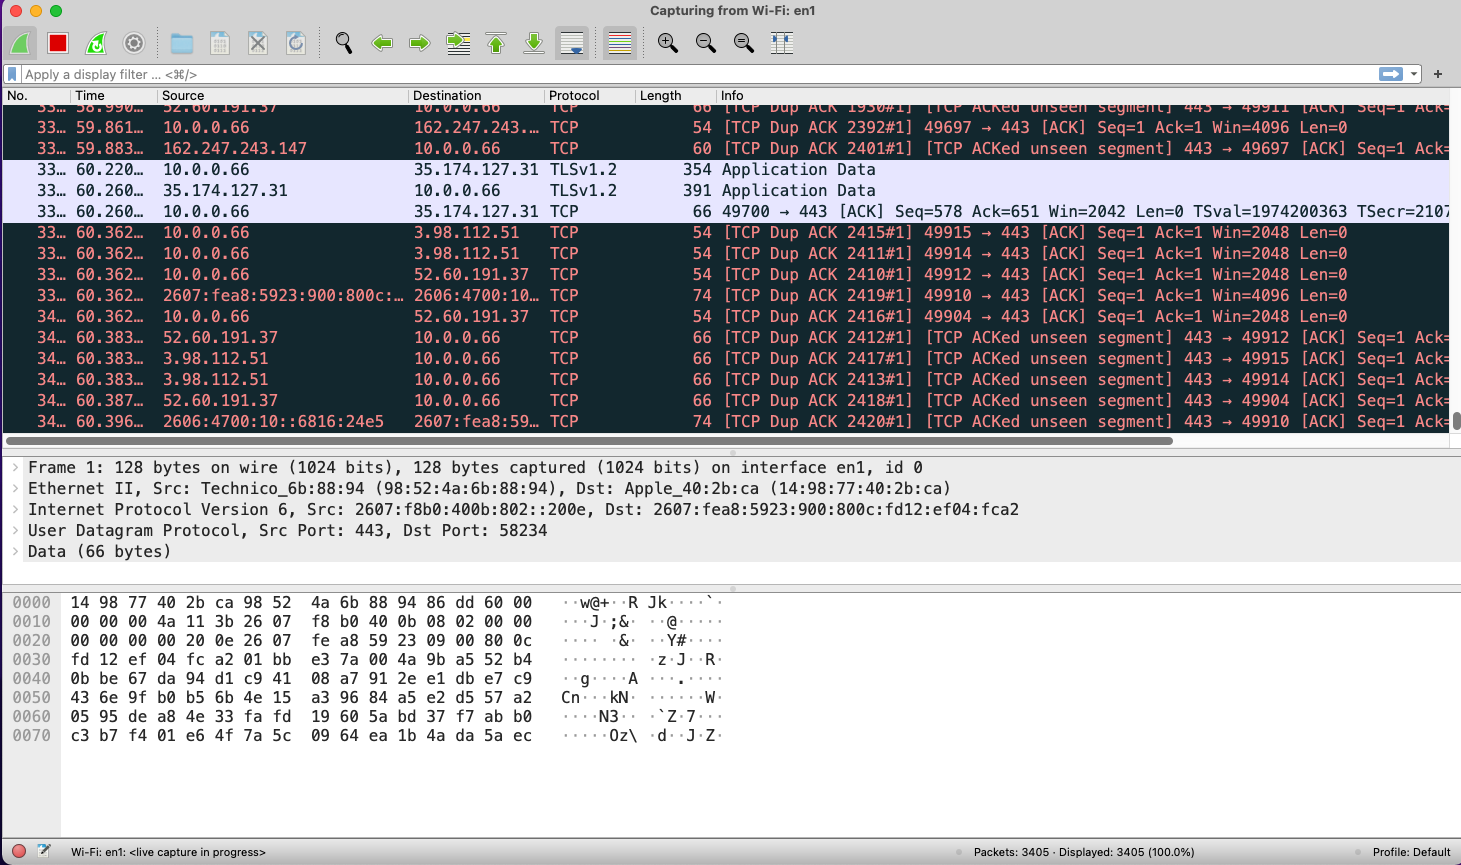 Capturing from Wi-Fi: en1
Apply a display filter ... <⌘/>
+
No. Time Source Destination Protocol Length Info
33… 58.990… 52.60.191.37 10.0.0.66 TCP 66 [TCP Dup ACK 1930#1] [TCP ACKed unseen segment] 443 → 49911 [ACK] Seq=1 Ack=
33… 59.861… 10.0.0.66 162.247.243.… TCP 54 [TCP Dup ACK 2392#1] 49697 → 443 [ACK] Seq=1 Ack=1 Win=4096 Len=0
33… 59.883… 162.247.243.147 10.0.0.66 TCP 60 [TCP Dup ACK 2401#1] [TCP ACKed unseen segment] 443 → 49697 [ACK] Seq=1 Ack=
33… 60.220… 10.0.0.66 35.174.127.31 TLSv1.2 354 Application Data
33… 60.260… 35.174.127.31 10.0.0.66 TLSv1.2 391 Application Data
33… 60.260… 10.0.0.66 35.174.127.31 TCP 66 49700 → 443 [ACK] Seq=578 Ack=651 Win=2042 Len=0 TSval=1974200363 TSecr=2107
33… 60.362… 10.0.0.66 3.98.112.51 TCP 54 [TCP Dup ACK 2415#1] 49915 → 443 [ACK] Seq=1 Ack=1 Win=2048 Len=0
33… 60.362… 10.0.0.66 3.98.112.51 TCP 54 [TCP Dup ACK 2411#1] 49914 → 443 [ACK] Seq=1 Ack=1 Win=2048 Len=0
33… 60.362… 10.0.0.66 52.60.191.37 TCP 54 [TCP Dup ACK 2410#1] 49912 → 443 [ACK] Seq=1 Ack=1 Win=2048 Len=0
33… 60.362… 2607:fea8:5923:900:800c:… 2606:4700:10… TCP 74 [TCP Dup ACK 2419#1] 49910 → 443 [ACK] Seq=1 Ack=1 Win=4096 Len=0
34… 60.362… 10.0.0.66 52.60.191.37 TCP 54 [TCP Dup ACK 2416#1] 49904 → 443 [ACK] Seq=1 Ack=1 Win=2048 Len=0
34… 60.383… 52.60.191.37 10.0.0.66 TCP 66 [TCP Dup ACK 2412#1] [TCP ACKed unseen segment] 443 → 49912 [ACK] Seq=1 Ack=
34… 60.383… 3.98.112.51 10.0.0.66 TCP 66 [TCP Dup ACK 2417#1] [TCP ACKed unseen segment] 443 → 49915 [ACK] Seq=1 Ack=
34… 60.383… 3.98.112.51 10.0.0.66 TCP 66 [TCP Dup ACK 2413#1] [TCP ACKed unseen segment] 443 → 49914 [ACK] Seq=1 Ack=
34… 60.387… 52.60.191.37 10.0.0.66 TCP 66 [TCP Dup ACK 2418#1] [TCP ACKed unseen segment] 443 → 49904 [ACK] Seq=1 Ack=
34… 60.396… 2606:4700:10::6816:24e5 2607:fea8:59… TCP 74 [TCP Dup ACK 2420#1] [TCP ACKed unseen segment] 443 → 49910 [ACK] Seq=1 Ack=
Frame 1: 128 bytes on wire (1024 bits), 128 bytes captured (1024 bits) on interface en1, id 0
Ethernet II, Src: Technico_6b:88:94 (98:52:4a:6b:88:94), Dst: Apple_40:2b:ca (14:98:77:40:2b:ca)
Internet Protocol Version 6, Src: 2607:f8b0:400b:802::200e, Dst: 2607:fea8:5923:900:800c:fd12:ef04:fca2
User Datagram Protocol, Src Port: 443, Dst Port: 58234
Data (66 bytes)
0000 14 98 77 40 2b ca 98 52 4a 6b 88 94 86 dd 60 00 ··w@+··R Jk····`·
0010 00 00 00 4a 11 3b 26 07 f8 b0 40 0b 08 02 00 00 ···J·;&· ··@·····
0020 00 00 00 00 20 0e 26 07 fe a8 59 23 09 00 80 0c ···· ·&· ··Y#····
0030 fd 12 ef 04 fc a2 01 bb e3 7a 00 4a 9b a5 52 b4 ········ ·z·J··R·
0040 0b be 67 da 94 d1 c9 41 08 a7 91 2e e1 db e7 c9 ··g····A ···.····
0050 43 6e 9f b0 b5 6b 4e 15 a3 96 84 a5 e2 d5 57 a2 Cn···kN· ······W·
0060 05 95 de a8 4e 33 fa fd 19 60 5a bd 37 f7 ab b0 ····N3·· ·`Z·7···
0070 c3 b7 f4 01 e6 4f 7a 5c 09 64 ea 1b 4a da 5a ec ·····Oz\ ·d··J·Z·
Wi-Fi: en1: <live capture in progress> Packets: 3405 · Displayed: 3405 (100.0%) Profile: Default